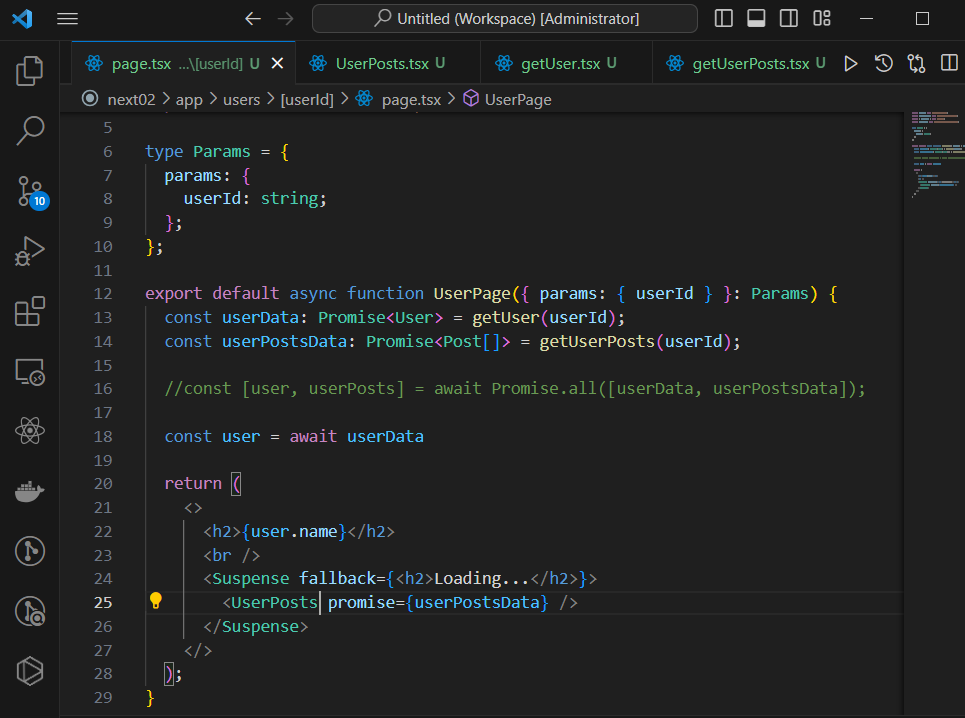 Untitled (Workspace) [Administrator]
page.tsx ...\[userId] U
UserPosts.tsx U
getUser.tsx U
getUserPosts.tsx U
next02 > app > users > [userId] > page.tsx > UserPage
5
6 type Params = {
7 params: {
8 userId: string;
9 };
10 };
11
12 export default async function UserPage({ params: { userId } }: Params) {
13 const userData: Promise<User> = getUser(userId);
14 const userPostsData: Promise<Post[]> = getUserPosts(userId);
15
16 //const [user, userPosts] = await Promise.all([userData, userPostsData]);
17
18 const user = await userData
19
20 return (
21 <>
22 <h2>{user.name}</h2>
23 <br />
24 <Suspense fallback={<h2>Loading...</h2>}>
25 <UserPosts promise={userPostsData} />
26 </Suspense>
27 </>
28 );
29 }
10